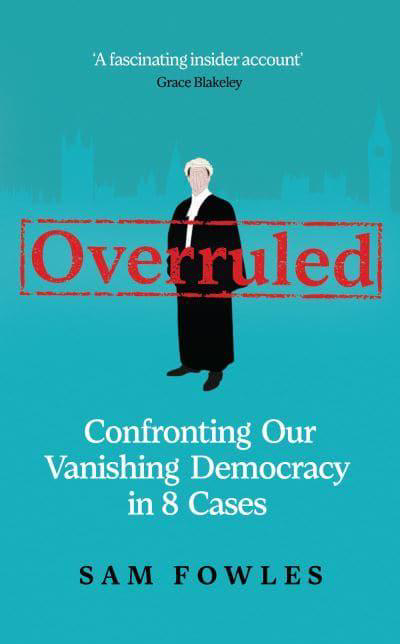 ‘A fascinating insider account’
Grace Blakeley
Overruled
Confronting Our
Vanishing Democracy
in 8 Cases
SAM FOWLES